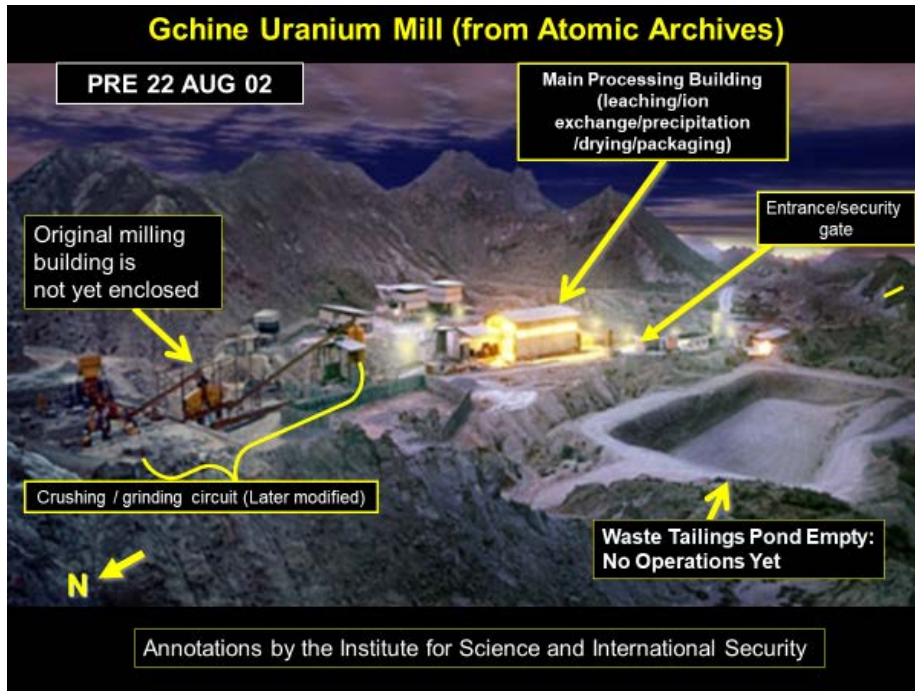 Gchine Uranium Mill (from Atomic Archives)
PRE 22 AUG 02
Main Processing Building
(leaching/ion
exchange/precipitation
/drying/packaging)
Entrance/security
gate
Original milling
building is
not yet enclosed
Crushing / grinding circuit (Later modified)
Waste Tailings Pond Empty:
No Operations Yet
N
Annotations by the Institute for Science and International Security